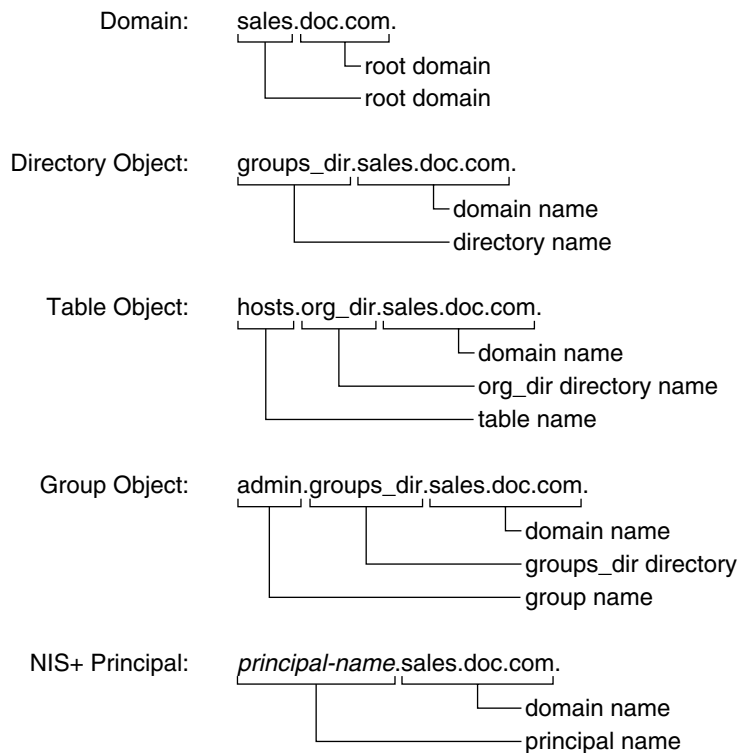 Domain: sales.doc.com.
root domain
root domain
Directory Object: groups_dir.sales.doc.com.
domain name
directory name
Table Object: hosts.org_dir.sales.doc.com.
domain name
org_dir directory name
table name
Group Object: admin.groups_dir.sales.doc.com.
domain name
groups_dir directory
group name
NIS+ Principal: principal-name.sales.doc.com.
domain name
principal name